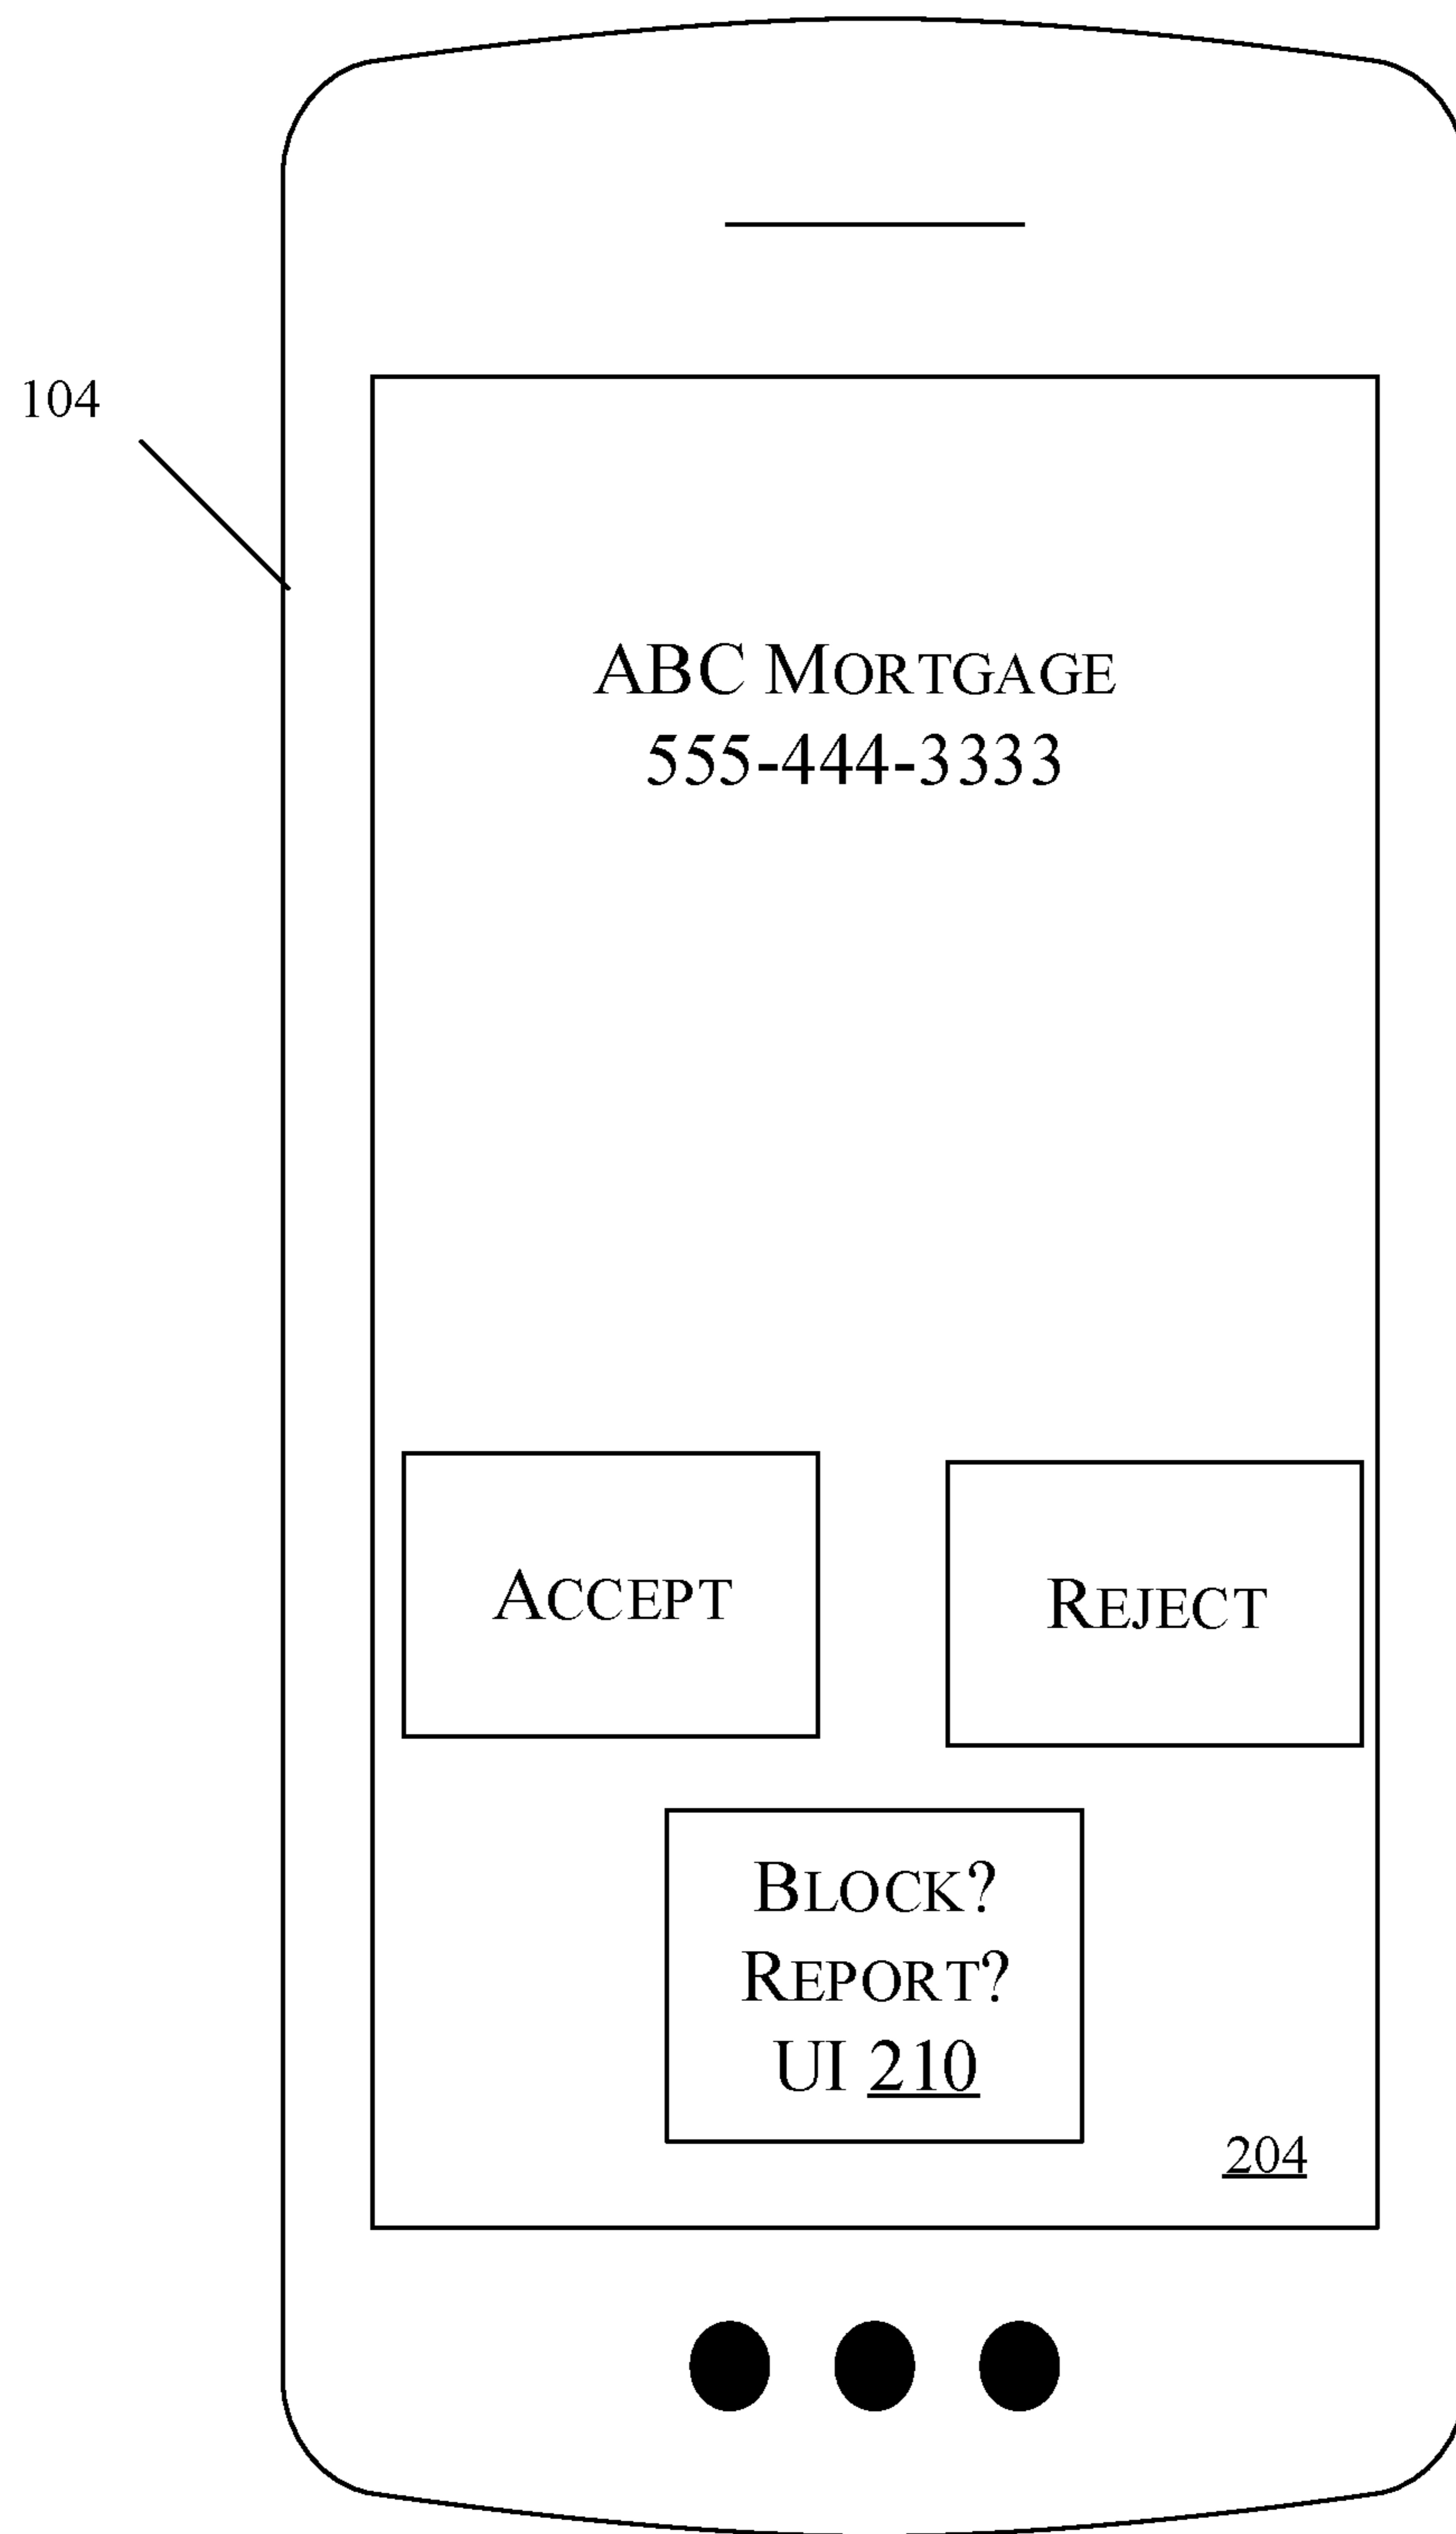 104
ABC MORTGAGE
555-444-3333
ACCEPT
REJECT
BLOCK?
REPORT?
UI 210
204